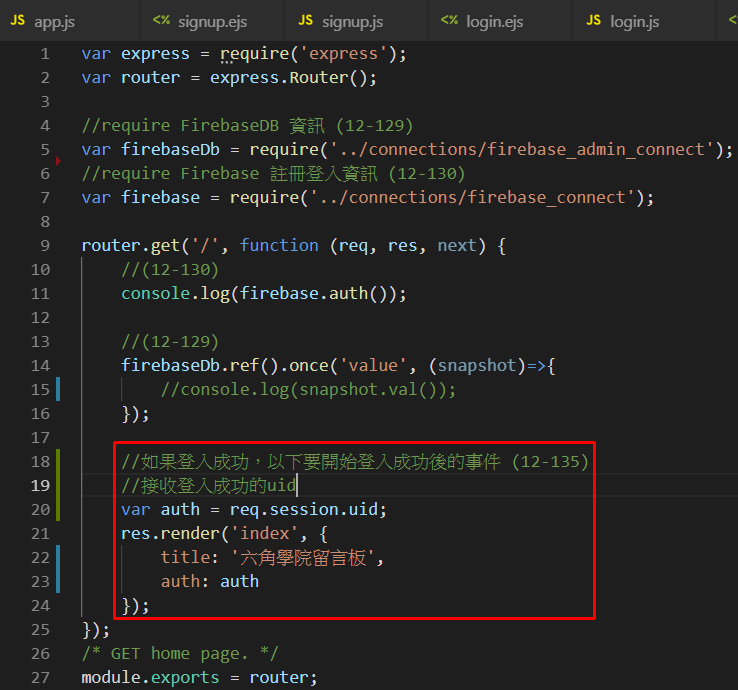 JS app.js <% signup.ejs JS signup.js <% login.ejs JS login.js <
1 var express = require('express');
2 var router = express.Router();
3
4 //require FirebaseDB 資訊 (12-129)
5 var firebaseDb = require('../connections/firebase_admin_connect');
6 //require Firebase 註冊登入資訊 (12-130)
7 var firebase = require('../connections/firebase_connect');
8
9 router.get('/', function (req, res, next) {
10 //(12-130)
11 console.log(firebase.auth());
12
13 //(12-129)
14 firebaseDb.ref().once('value', (snapshot)=>{
15 //console.log(snapshot.val());
16 });
17
18 //如果登入成功，以下要開始登入成功後的事件 (12-135)
19 //接收登入成功的uid
20 var auth = req.session.uid;
21 res.render('index', {
22 title: '六角學院留言板',
23 auth: auth
24 });
25 });
26 /* GET home page. */
27 module.exports = router;